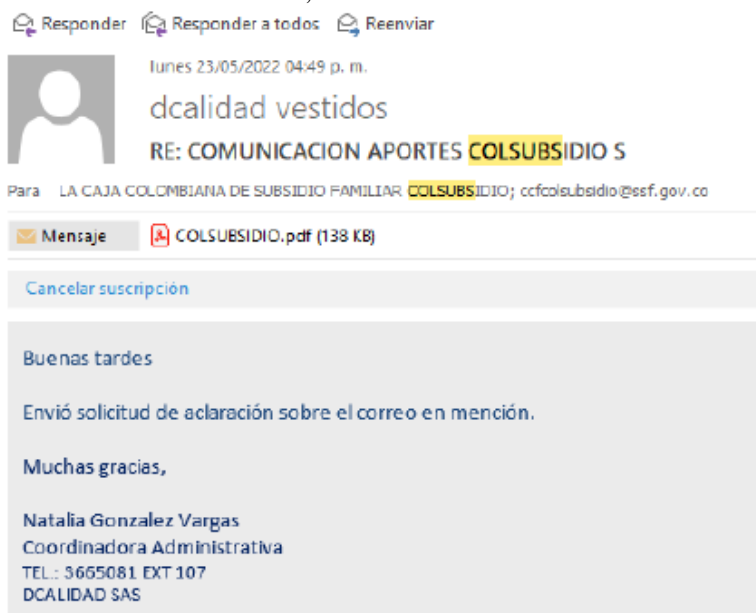 Responder Responder a todos Reenviar
lunes 23/05/2022 04:49 p. m.
dcalidad vestidos
RE: COMUNICACION APORTES COLSUBSIDIO S
Para LA CAJA COLOMBIANA DE SUBSIDIO FAMILIAR COLSUBSIDIO; ccfcolsubsidio@ssf.gov.co
Mensaje COLSUBSIDIO.pdf (138 KB)
Cancelar suscripción
Buenas tardes
Envió solicitud de aclaración sobre el correo en mención.
Muchas gracias,
Natalia Gonzalez Vargas
Coordinadora Administrativa
TEL.: 3665081 EXT 107
DCALIDAD SAS